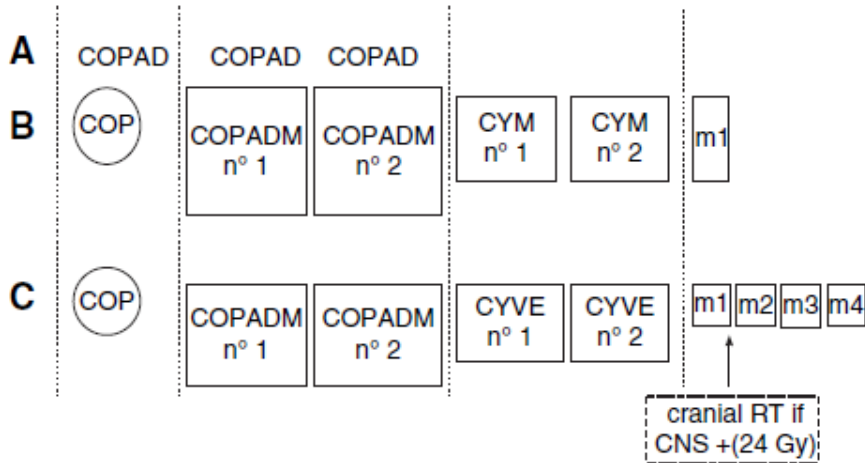 A COPAD COPAD COPAD
B COP COPADM CYM CYM m1
n° 1 n° 1 n° 2
COPADM
n° 2
C COP COPADM COPADM CYVE CYVE m1 m2 m3 m4
n° 1 n° 2 n° 1 n° 2
cranial RT if
CNS +(24 Gy)